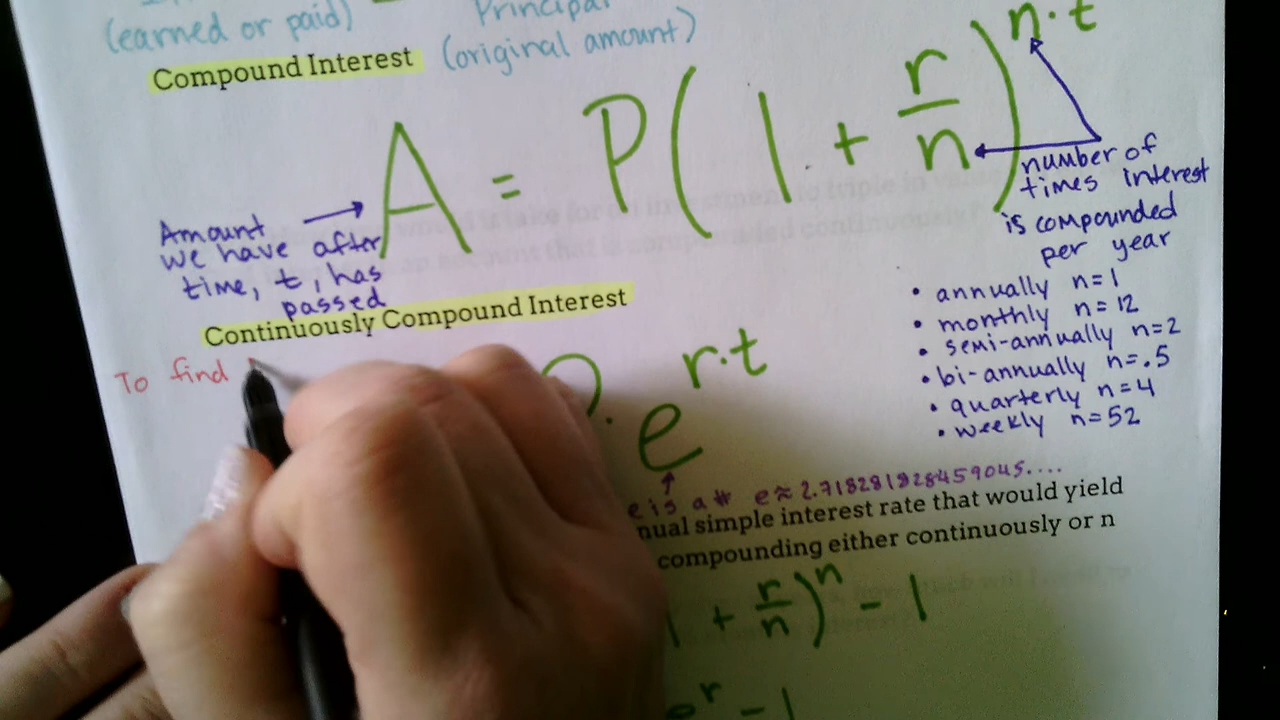 (earned or paid)
Principal
(original amount)
Compound Interest
A = P(1 + r/n)^n·t
number of
times interest
is compounded
per year
Amount
we have after
time, t, has
passed
• annually n=1
• monthly n=12
• semi-annually n=2
• bi-annually n=.5
• quarterly n=4
• weekly n=52
Continuously Compound Interest
To find
e^r·t
e is a # e≈2.718281828459045....
nual simple interest rate that would yield
compounding either continuously or n
+ r/n)^n - 1
e^r - 1